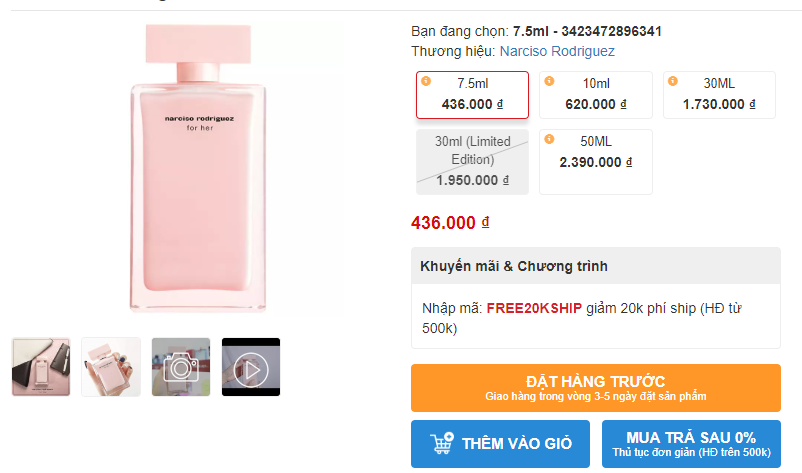 narciso rodriguez
for her
Bạn đang chọn: 7.5ml - 3423472896341
Thương hiệu: Narciso Rodriguez
7.5ml
436.000 ₫
10ml
620.000 ₫
30ML
1.730.000 ₫
30ml (Limited
Edition)
1.950.000 ₫
50ML
2.390.000 ₫
436.000 ₫
Khuyến mãi & Chương trình
Nhập mã: FREE20KSHIP giảm 20k phí ship (HĐ từ
500k)
ĐẶT HÀNG TRƯỚC
Giao hàng trong vòng 3-5 ngày đặt sản phẩm
THÊM VÀO GIỎ
MUA TRẢ SAU 0%
Thủ tục đơn giản (HĐ trên 500k)